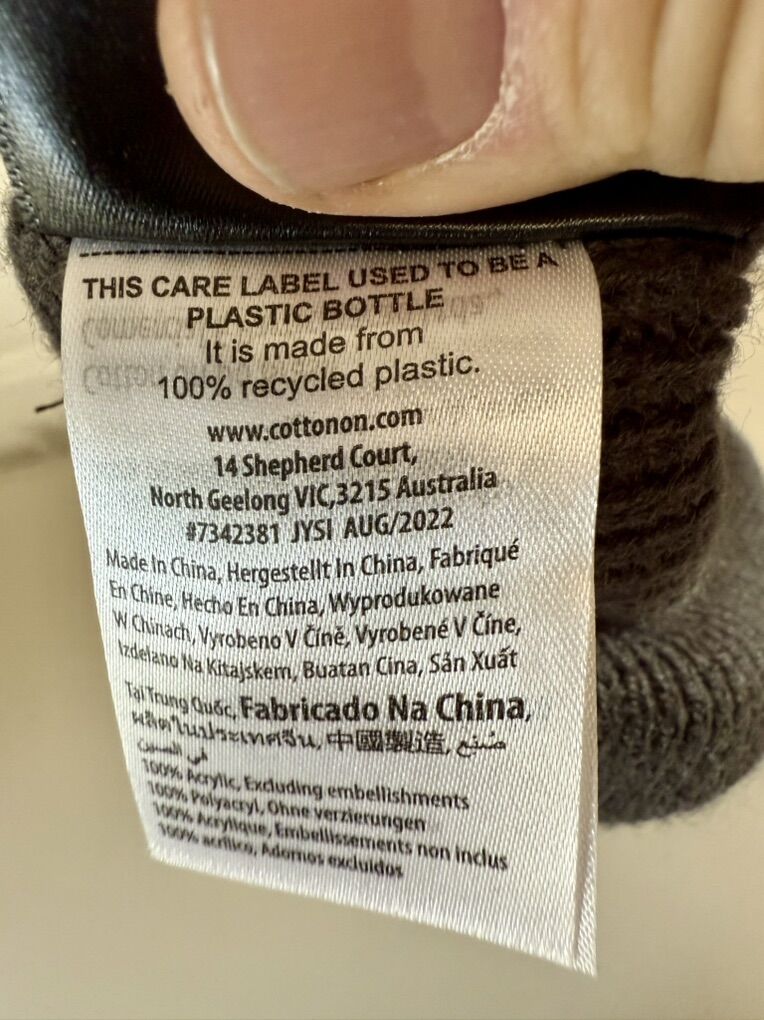 THIS CARE LABEL USED TO BE A
PLASTIC BOTTLE
It is made from
100% recycled plastic.
www.cottonon.com
14 Shepherd Court,
North Geelong VIC,3215 Australia
#7342381 JYSI AUG/2022
Made In China, Hergestellt In China, Fabriqué
En Chine, Hecho En China, Wyprodukowane
W Chinach, Vyrobeno V Číně, Vyrobené V Číne,
Izdelano Na Kitajskem, Buatan Cina, Sản Xuất
Tại Trung Quốc, Fabricado Na China,
ผลิตในประเทศจีน, 中國製造, صُنع
في الصين
100% Acrylic, Excluding embellishments
100% Polyacryl, Ohne verzierungen
100% Acrylique, Embellissements non inclus
100% acrílico, Adornos excluidos